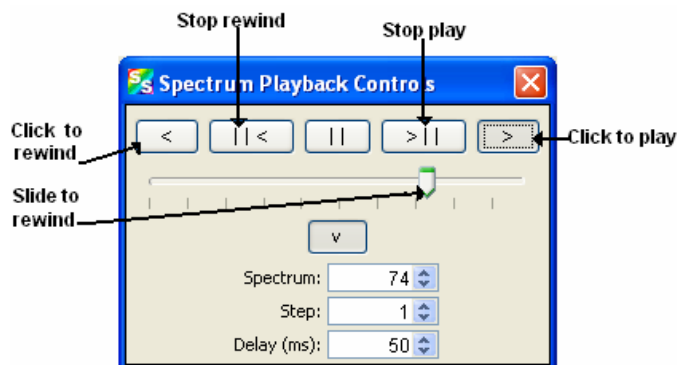 Stop rewind
Stop play
Ss Spectrum Playback Controls
Click to rewind
< ||< || >|| >
Click to play
Slide to rewind
v
Spectrum: 74
Step: 1
Delay (ms): 50